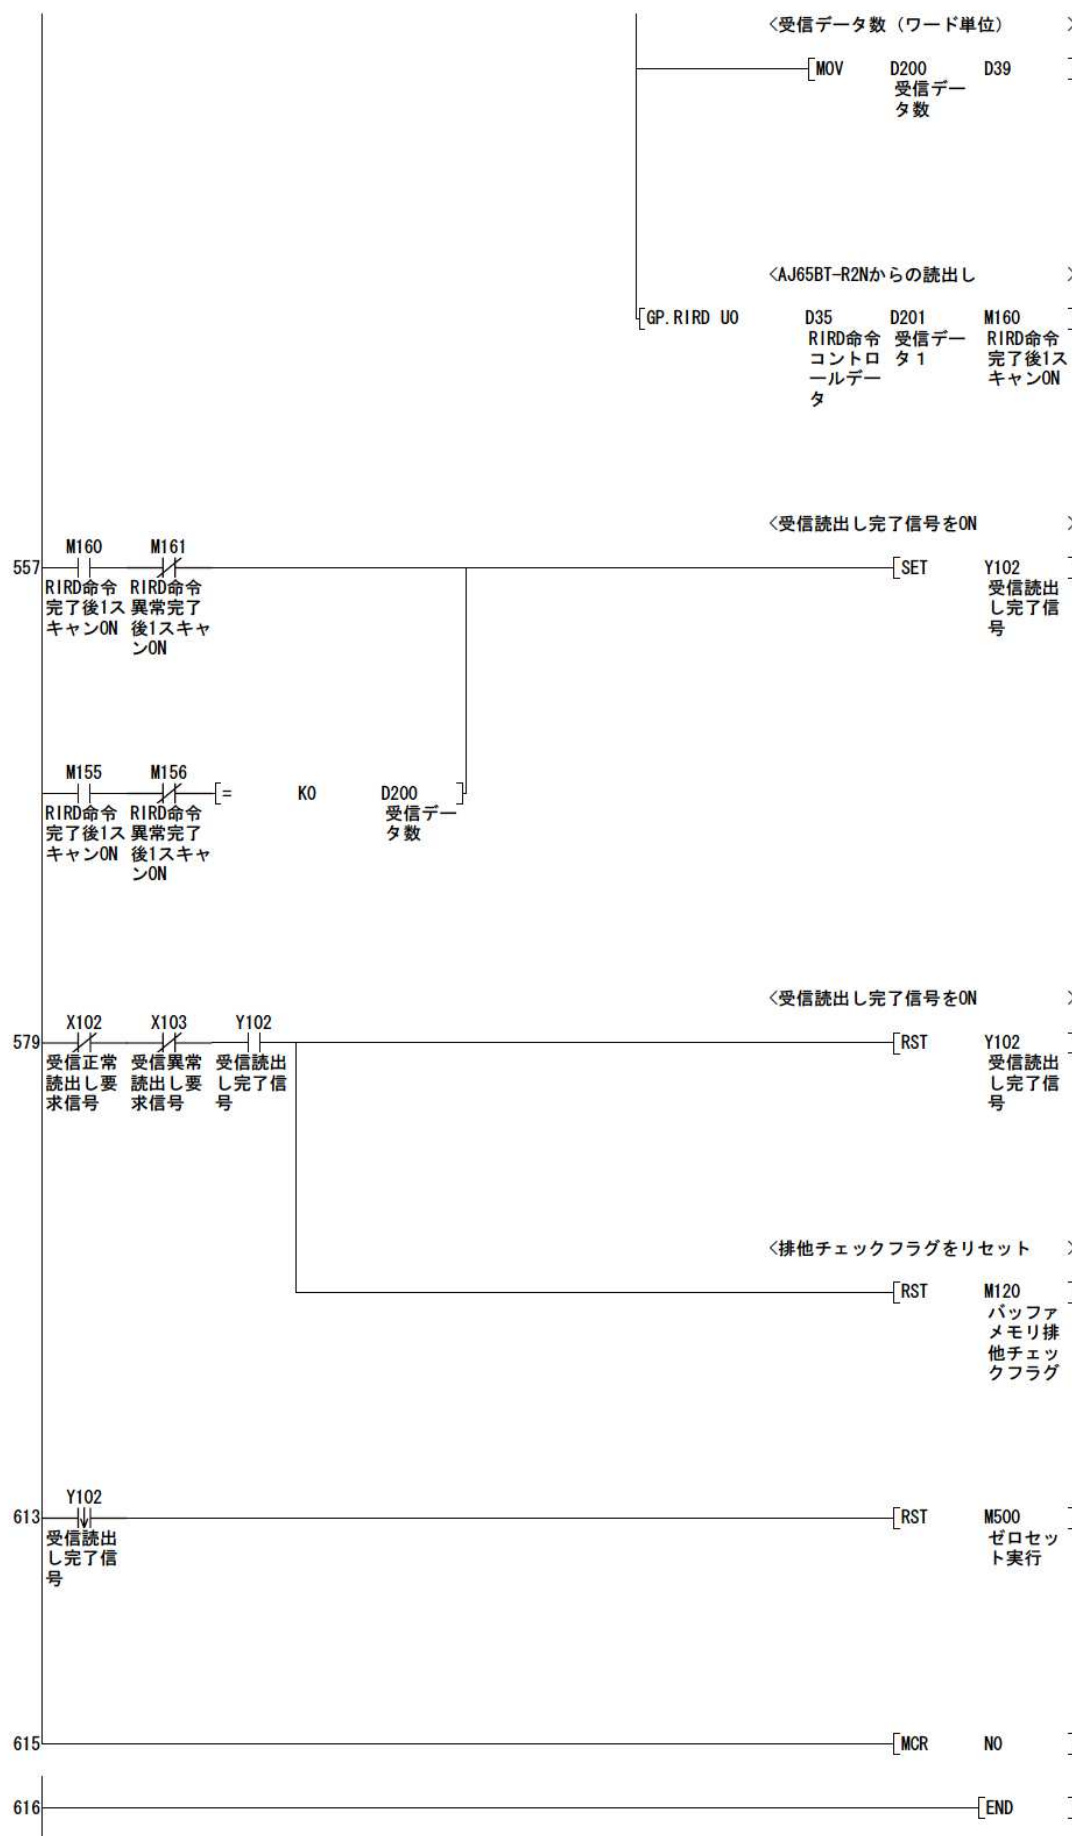 <受信データ数（ワード単位）　>
[MOV D200 D39 ]
受信デー
タ数
<AJ65BT-R2Nからの読出し >
[GP.RIRD U0 D35 D201 M160 ]
RIRD命令 受信デー RIRD命令
コントロ タ１ 完了後1ス
ールデー キャンON
タ
<受信読出し完了信号をON >
M160 M161
557 [SET Y102 ]
RIRD命令 RIRD命令 受信読出
完了後1ス 異常完了 し完了信
キャンON 後1スキャ 号
ンON
M155 M156
[= K0 D200 ]
RIRD命令 RIRD命令 受信デー
完了後1ス 異常完了 タ数
キャンON 後1スキャ
ンON
<受信読出し完了信号をON >
X102 X103 Y102
579 [RST Y102 ]
受信正常 受信異常 受信読出 受信読出
読出し要 読出し要 し完了信 し完了信
求信号 求信号 号 号
<排他チェックフラグをリセット >
[RST M120 ]
バッファ
メモリ排
他チェッ
クフラグ
Y102
613 [RST M500 ]
受信読出 ゼロセッ
し完了信 ト実行
号
615 [MCR N0 ]
616 [END ]